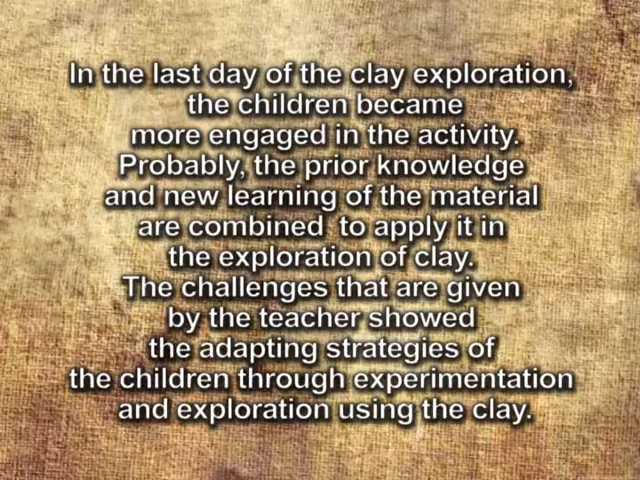 In the last day of the clay exploration,
the children became
more engaged in the activity.
Probably, the prior knowledge
and new learning of the material
are combined  to apply it in
the exploration of clay.
The challenges that are given
by the teacher showed
the adapting strategies of
the children through experimentation
and exploration using the clay.